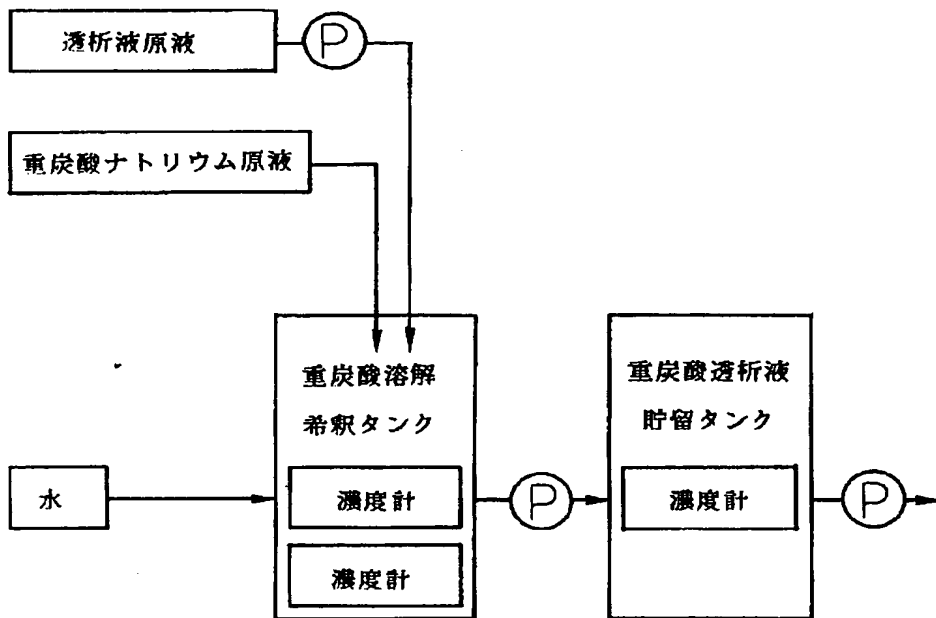 透析液原液
P
重炭酸ナトリウム原液
重炭酸溶解
希釈タンク
濃度計
濃度計
水
P
重炭酸透析液
貯留タンク
濃度計
P